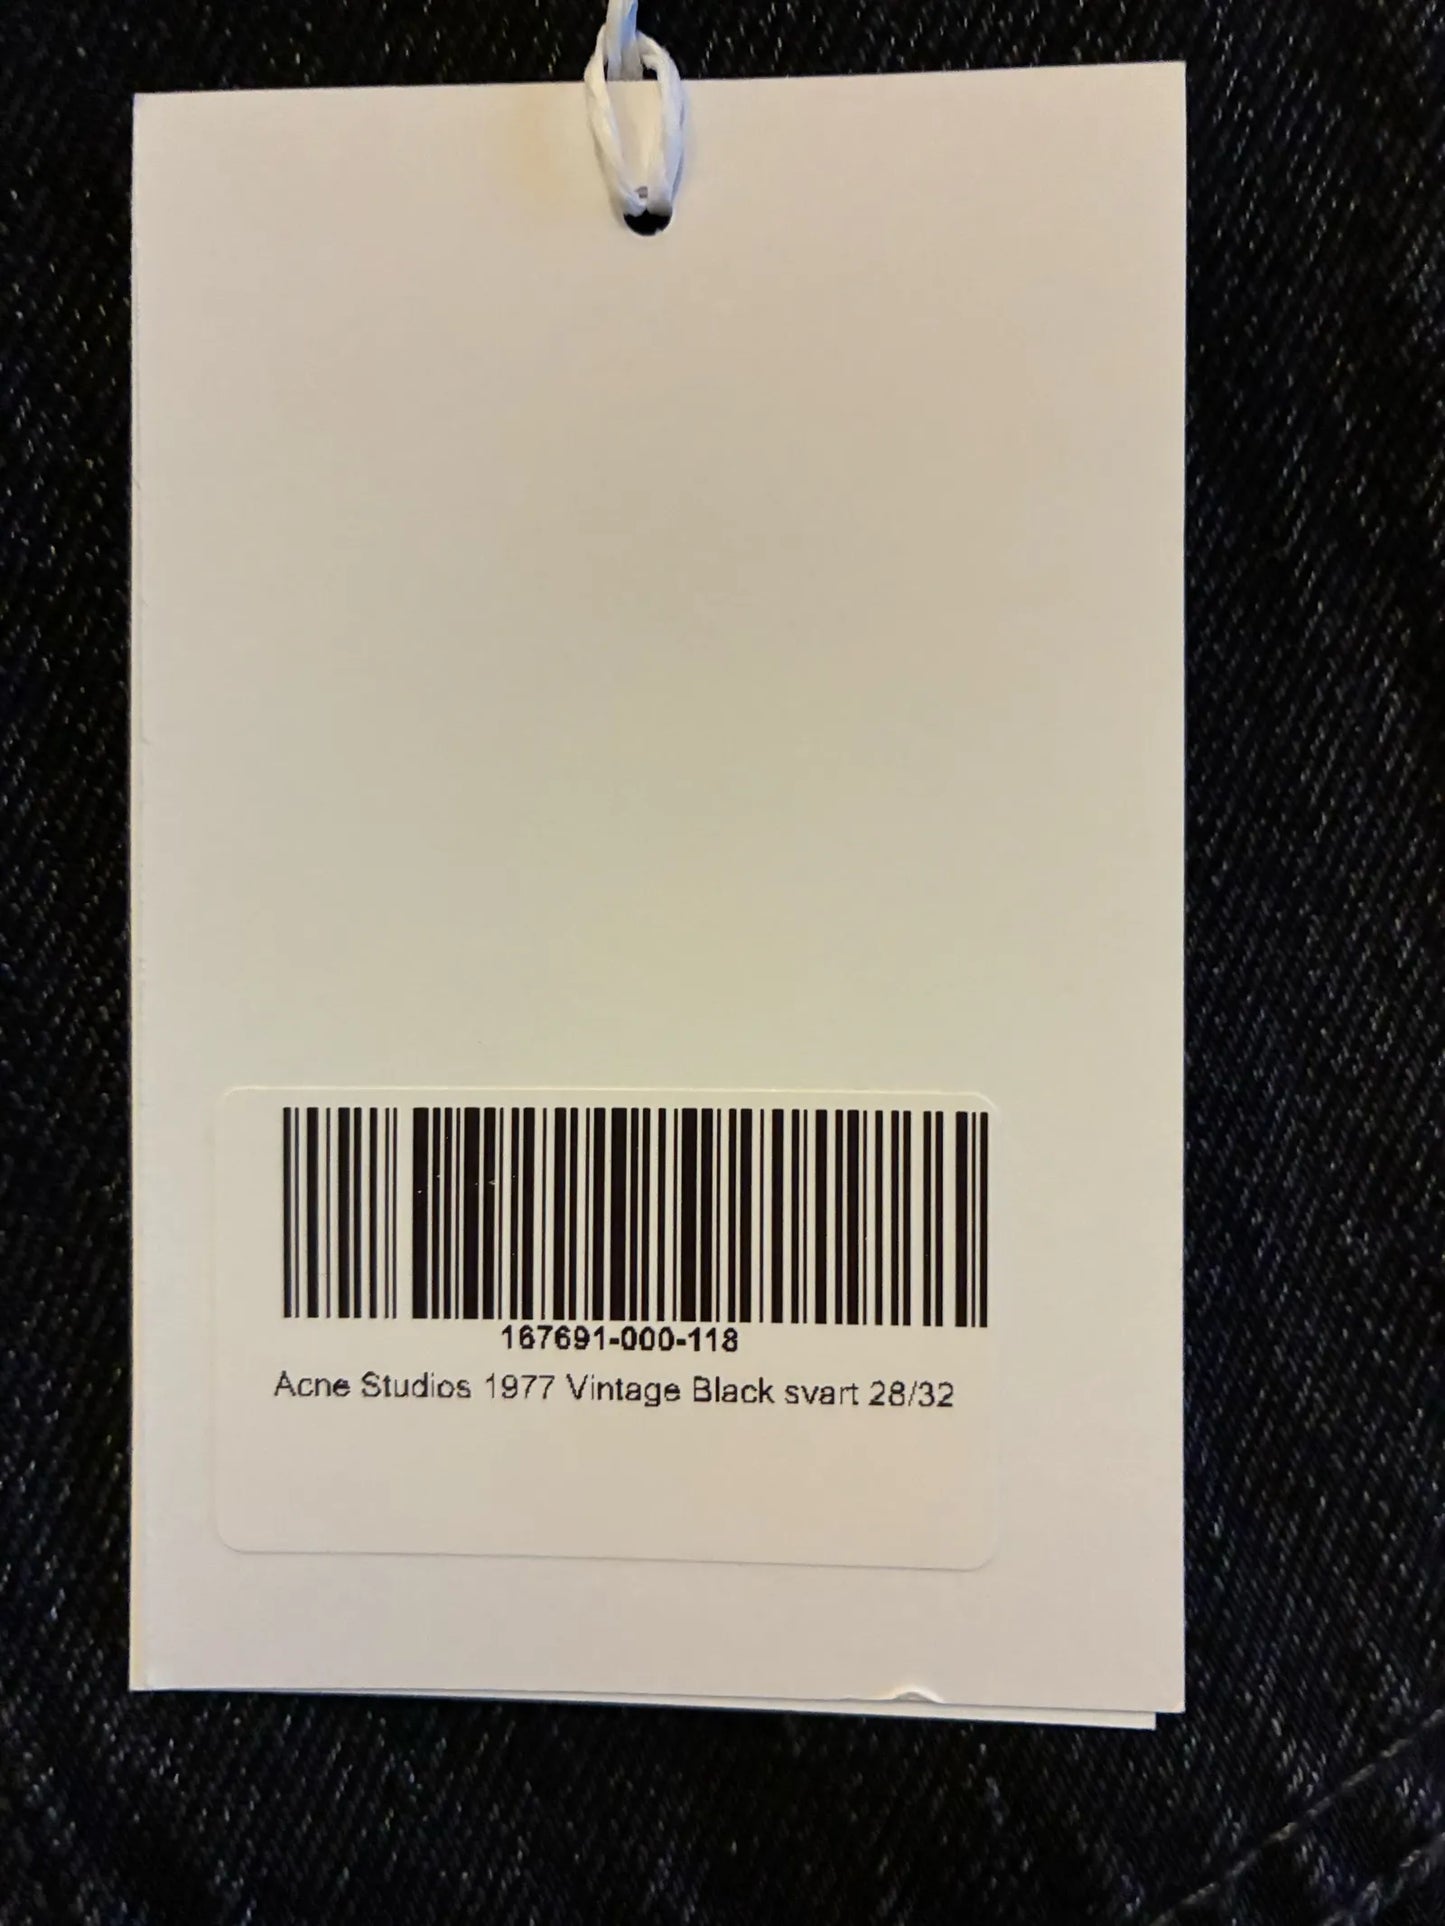 167691-000-118
Acne Studios 1977 Vintage Black svart 28/32